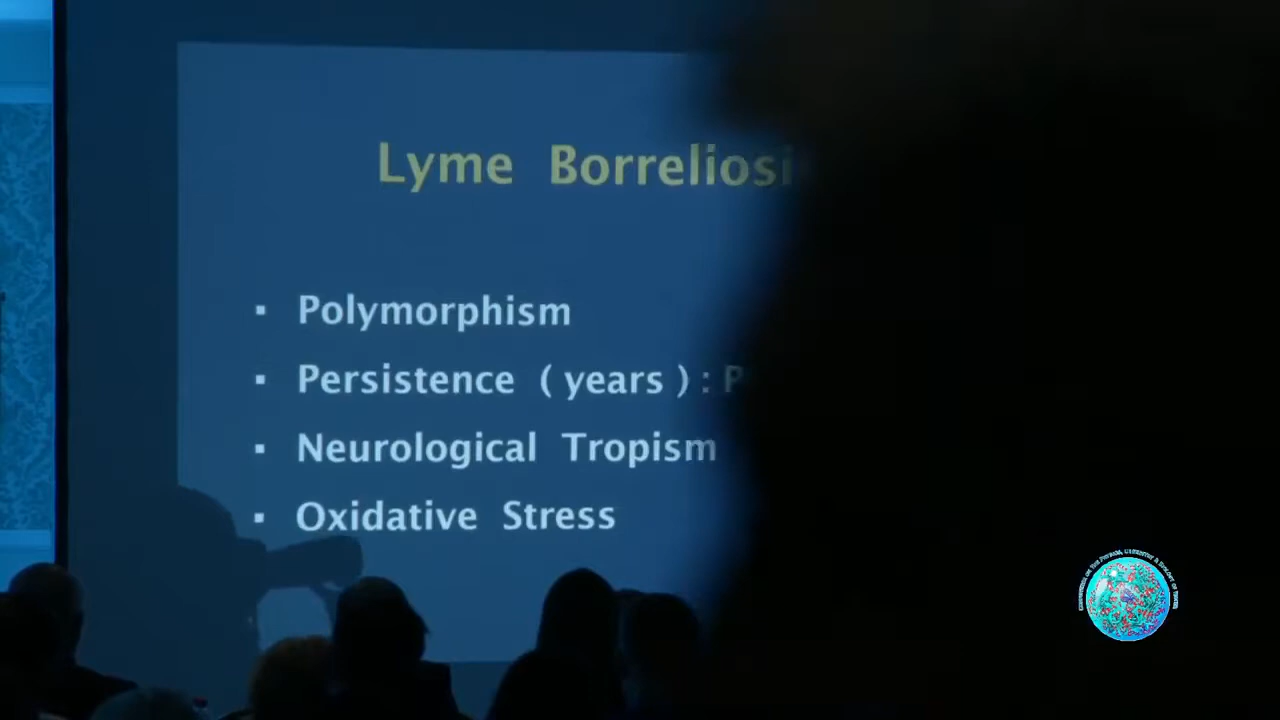 Lyme Borreliosi
▪ Polymorphism
▪ Persistence ( years ) : P
▪ Neurological Tropism
▪ Oxidative Stress